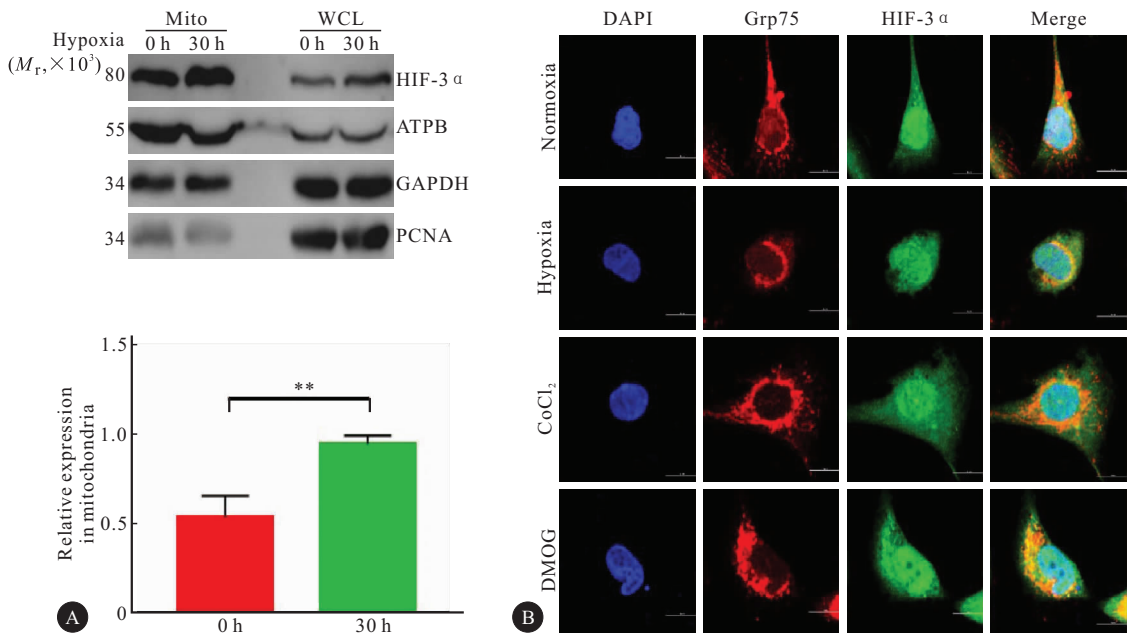 Mito WCL
Hypoxia 0 h 30 h 0 h 30 h
(Mr,×10³)
80 HIF-3 α
55 ATPB
34 GAPDH
34 PCNA
Relative expression
in mitochondria
1.5
1.0
0.5
0
**
0 h 30 h
A
DAPI Grp75 HIF-3 α Merge
Normoxia
Hypoxia
CoCl₂
DMOG
B